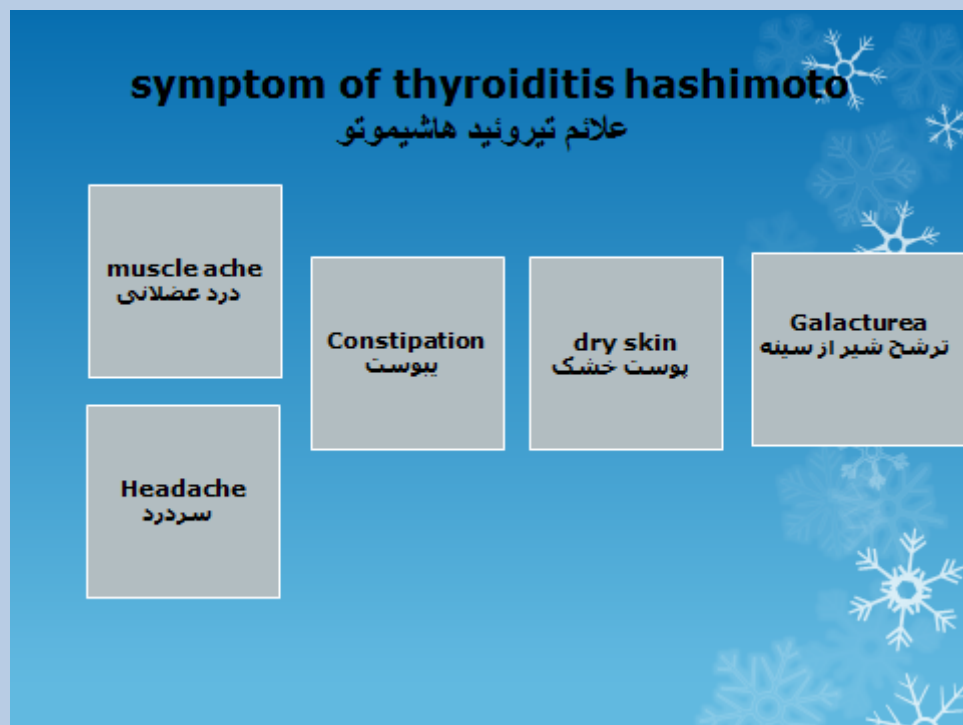 symptom of thyroiditis hashimoto
علائم تیروئید هاشیموتو
muscle ache
درد عضلانی
Headache
سردرد
Constipation
یبوست
dry skin
پوست خشک
Galacturea
ترشح شیر از سینه